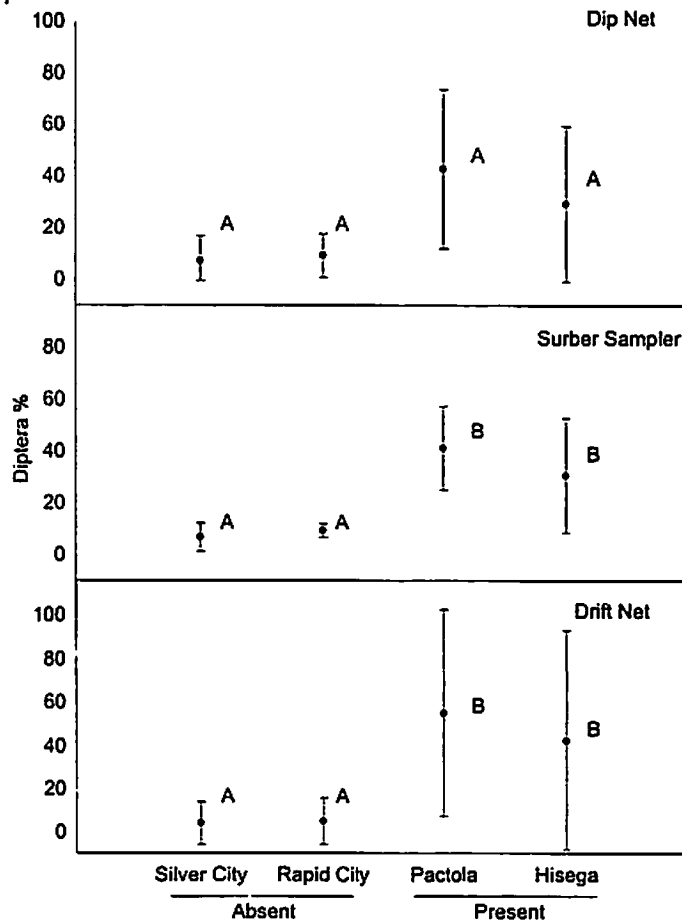 100
Dip Net
80
60
40
20
0
A
A
A
A
Surber Sampler
80
60
40
20
0
A
A
B
B
Diptera %
Drift Net
100
80
60
40
20
0
A
A
B
B
Silver City Rapid City Pactola Hisega
Absent Present